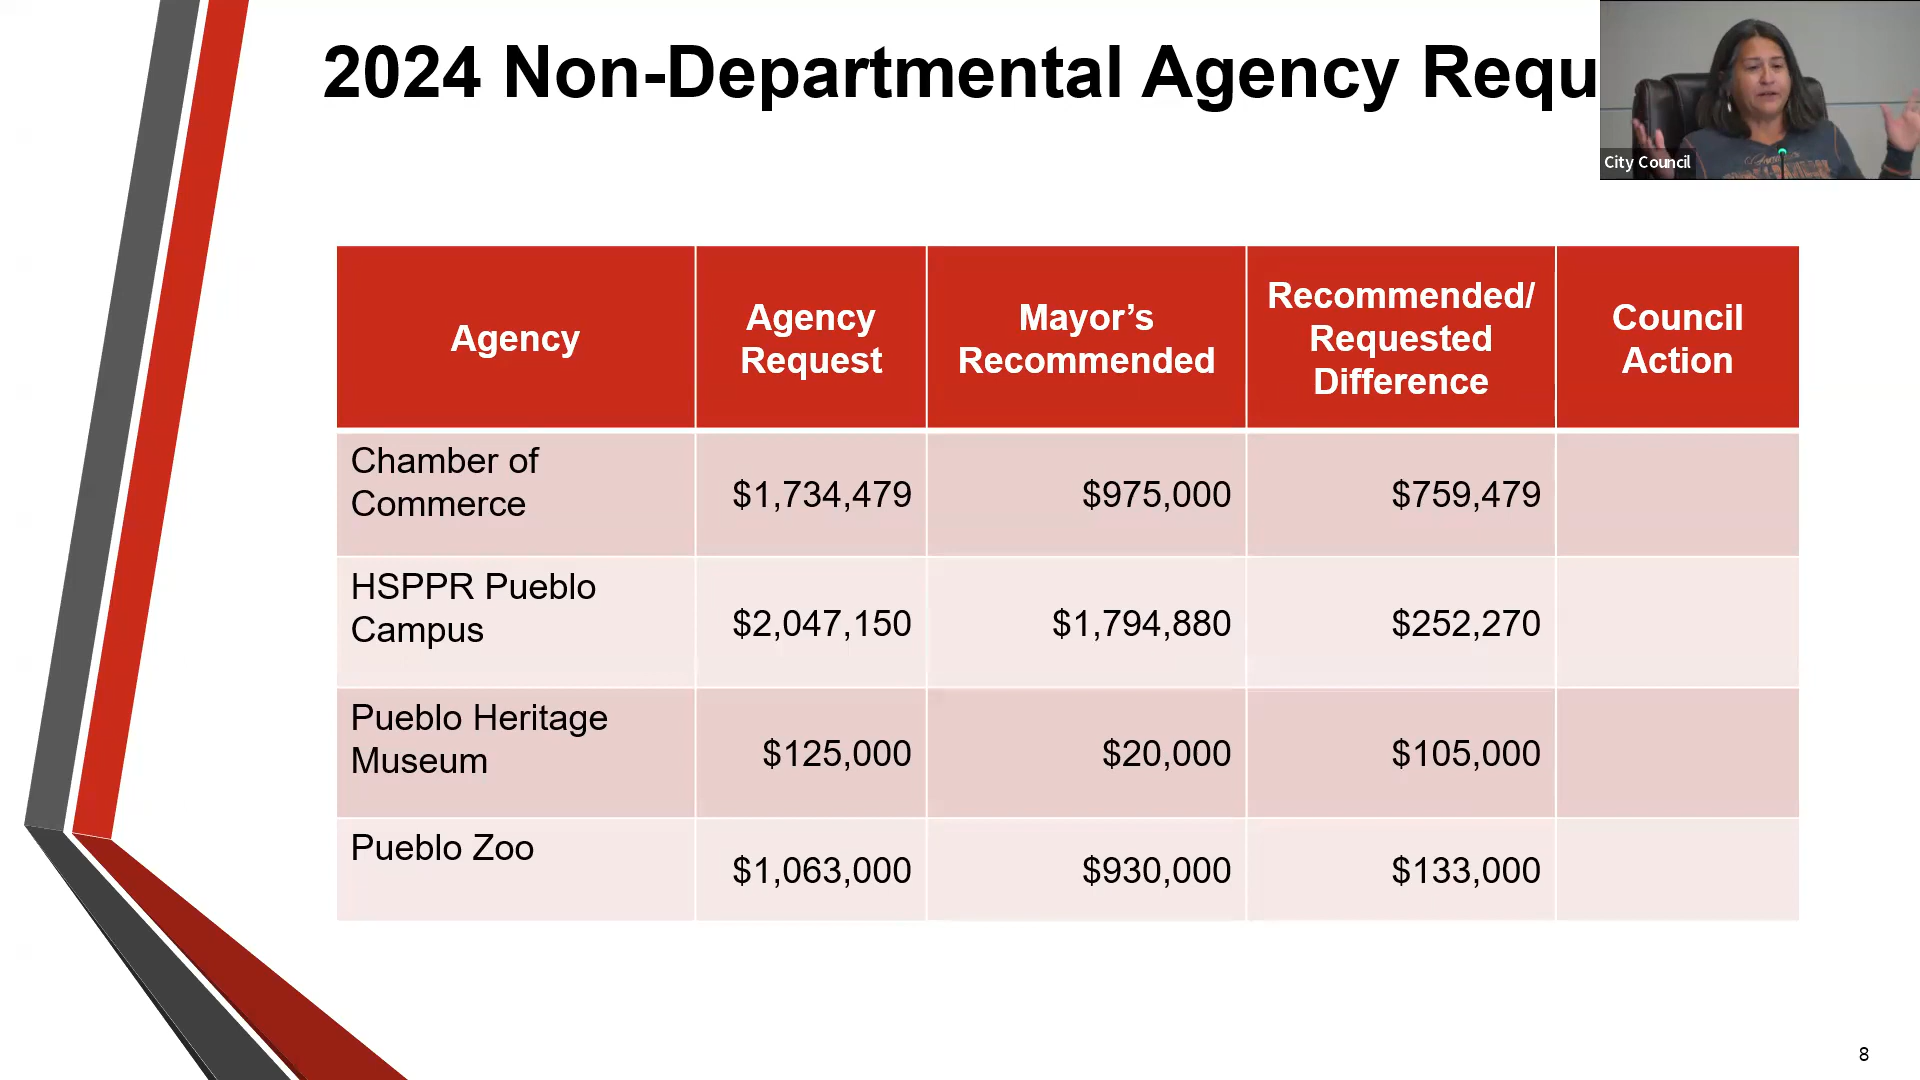 2024 Non-Departmental Agency Requ
City Council
Agency
Agency
Request
Mayor’s
Recommended
Recommended/
Requested
Difference
Council
Action
Chamber of
Commerce
$1,734,479
$975,000
$759,479
HSPPR Pueblo
Campus
$2,047,150
$1,794,880
$252,270
Pueblo Heritage
Museum
$125,000
$20,000
$105,000
Pueblo Zoo
$1,063,000
$930,000
$133,000
8